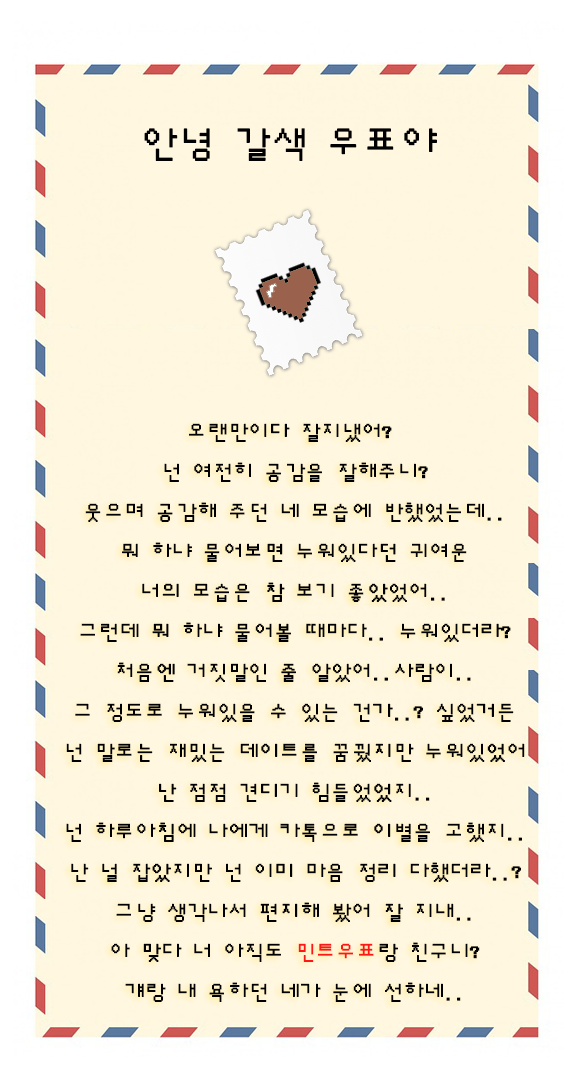 안녕 갈색 우표야
오랜만이다 잘지냈어?
넌 여전히 공감을 잘해주니?
웃으며 공감해 주던 네 모습에 반했었는데..
뭐 하냐 물어보면 누워있다던 귀여운
너의 모습은 참 보기 좋았었어..
그런데 뭐 하냐 물어볼 때마다.. 누워있더라?
처음엔 거짓말인 줄 알았어..사람이..
그 정도로 누워있을 수 있는 건가..? 싶었거든
넌 말로는 재밌는 데이트를 꿈꿨지만 누워있었어
난 점점 견디기 힘들었었지..
넌 하루아침에 나에게 카톡으로 이별을 고했지..
난 널 잡았지만 넌 이미 마음 정리 다했더라..?
그냥 생각나서 편지해 봤어 잘 지내..
아 맞다 너 아직도 민트우표랑 친구니?
걔랑 내 욕하던 네가 눈에 선하네..